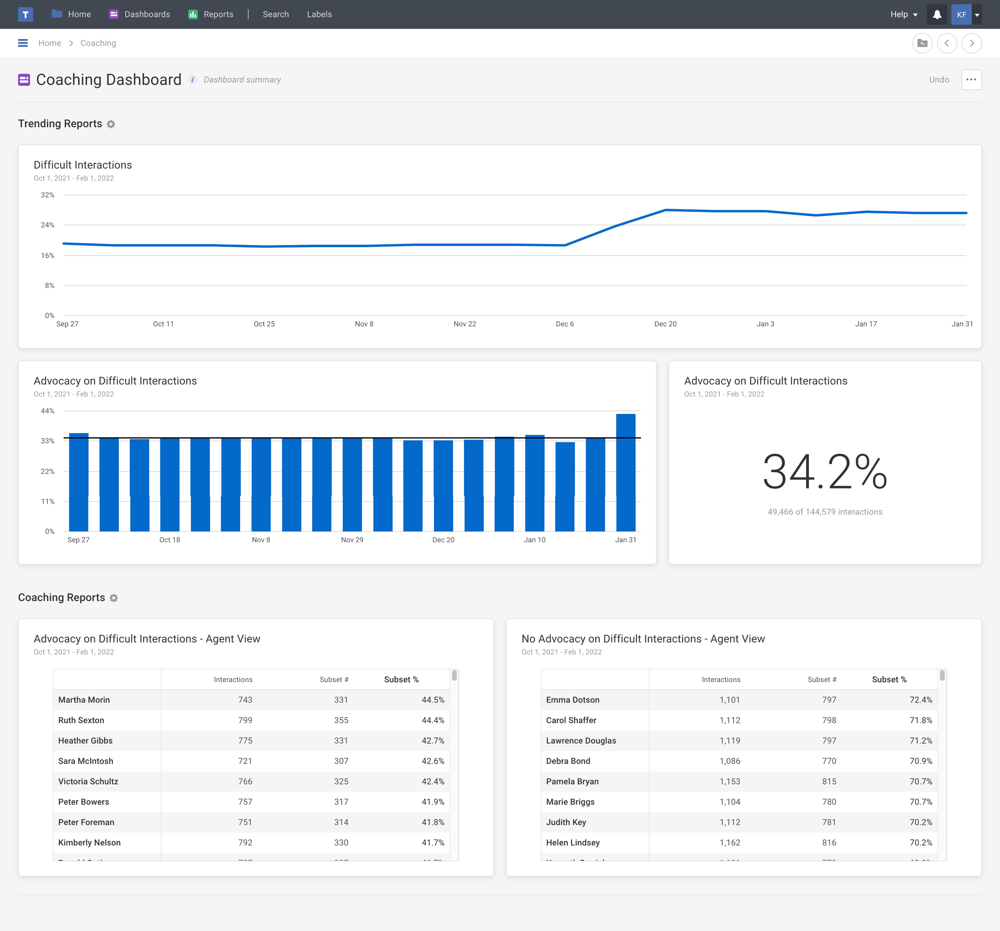 T Home Dashboards Reports | Search Labels Help KF
Home > Coaching
Coaching Dashboard i Dashboard summary Undo
Trending Reports
Difficult Interactions
Oct 1, 2021 - Feb 1, 2022
32%
24%
16%
8%
0%
Sep 27 Oct 11 Oct 25 Nov 8 Nov 22 Dec 6 Dec 20 Jan 3 Jan 17 Jan 31
Advocacy on Difficult Interactions
Oct 1, 2021 - Feb 1, 2022
44%
33%
22%
11%
0%
Sep 27 Oct 18 Nov 8 Nov 29 Dec 20 Jan 10 Jan 31
Advocacy on Difficult Interactions
Oct 1, 2021 - Feb 1, 2022
34.2%
49,466 of 144,579 interactions
Coaching Reports
Advocacy on Difficult Interactions - Agent View
Oct 1, 2021 - Feb 1, 2022
Interactions Subset # Subset %
Martha Morin 743 331 44.5%
Ruth Sexton 799 355 44.4%
Heather Gibbs 775 331 42.7%
Sara McIntosh 721 307 42.6%
Victoria Schultz 766 325 42.4%
Peter Bowers 757 317 41.9%
Peter Foreman 751 314 41.8%
Kimberly Nelson 792 330 41.7%
No Advocacy on Difficult Interactions - Agent View
Oct 1, 2021 - Feb 1, 2022
Interactions Subset # Subset %
Emma Dotson 1,101 797 72.4%
Carol Shaffer 1,112 798 71.8%
Lawrence Douglas 1,119 797 71.2%
Debra Bond 1,086 770 70.9%
Pamela Bryan 1,153 815 70.7%
Marie Briggs 1,104 780 70.7%
Judith Key 1,112 781 70.2%
Helen Lindsey 1,162 816 70.2%